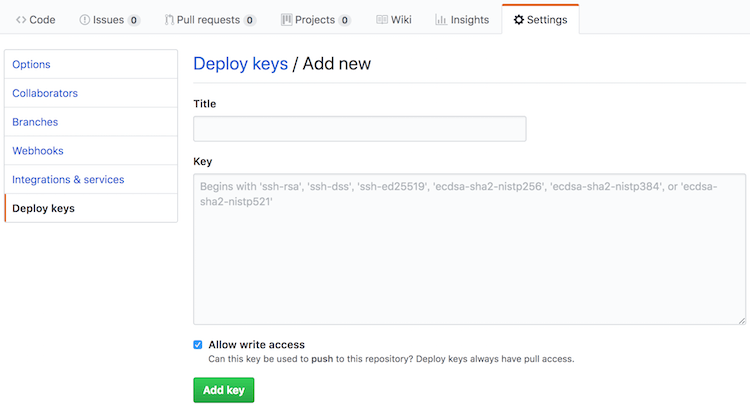 Code Issues 0 Pull requests 0 Projects 0 Wiki Insights Settings
Options
Collaborators
Branches
Webhooks
Integrations & services
Deploy keys
Deploy keys / Add new
Title
Key
Begins with 'ssh-rsa', 'ssh-dss', 'ssh-ed25519', 'ecdsa-sha2-nistp256', 'ecdsa-sha2-nistp384', or 'ecdsa-
sha2-nistp521'
Allow write access
Can this key be used to push to this repository? Deploy keys always have pull access.
Add key